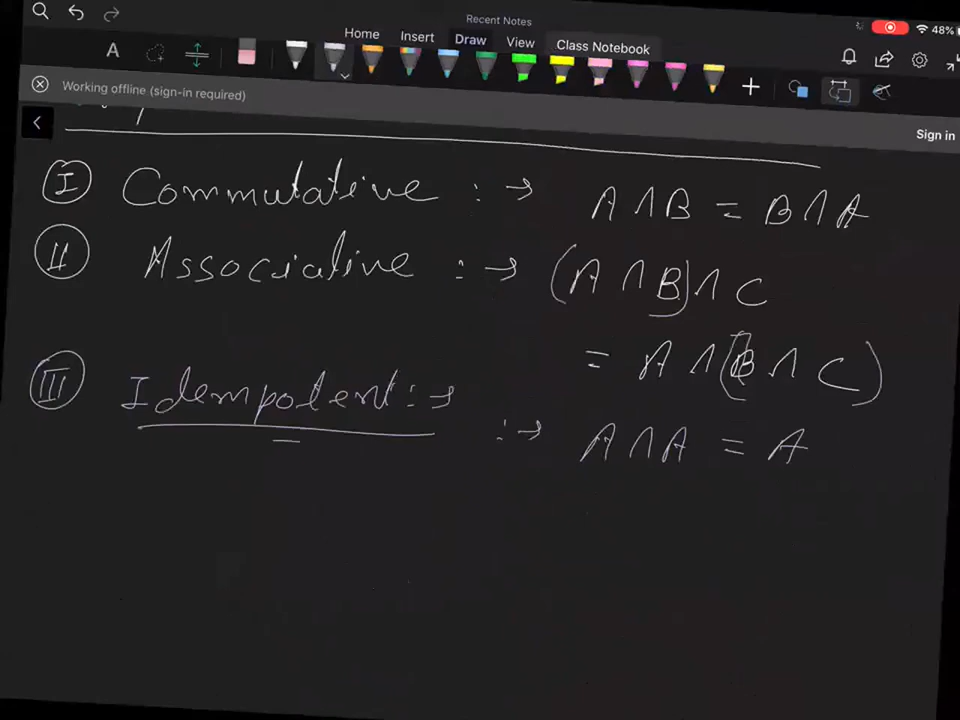 Recent Notes
48%
Home Insert Draw View Class Notebook
A
Working offline (sign-in required)
Sign in
I Commutative :→ A ∩ B = B ∩ A
II Associative :→ (A ∩ B) ∩ C
= A ∩ (B ∩ C)
III Idempotent :→
:→ A ∩ A = A